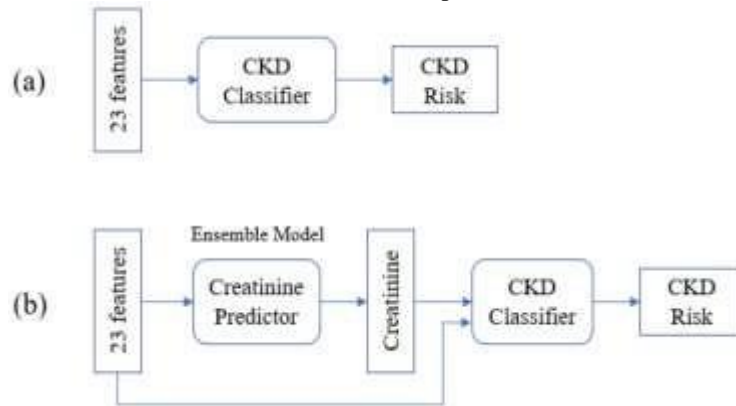 (a)
23 features
CKD
Classifier
CKD
Risk
(b)
23 features
Ensemble Model
Creatinine
Predictor
Creatinine
CKD
Classifier
CKD
Risk